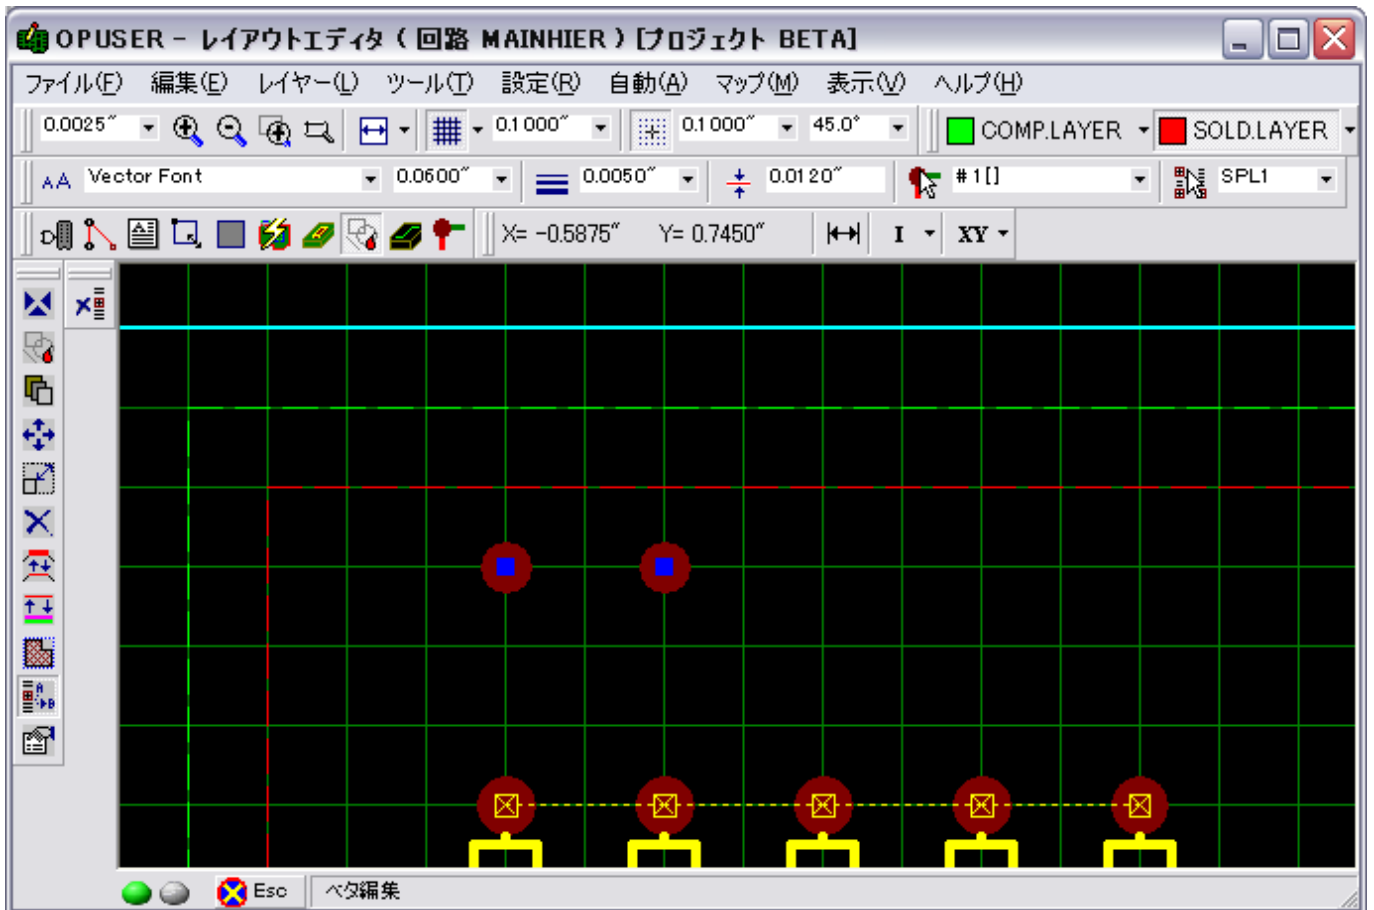 OPUSER - レイアウトエディタ ( 回路 MAINHIER ) [プロジェクト BETA]
ファイル(F) 編集(E) レイヤー(L) ツール(T) 設定(R) 自動(A) マップ(M) 表示(V) ヘルプ(H)
0.0025″ 0.1000″ 0.1000″ 45.0° COMP.LAYER SOLD.LAYER
AA Vector Font 0.0600″ 0.0050″ 0.0120″ #1[] SPL1
X= -0.5875″ Y= 0.7450″ I XY
Esc ベタ編集